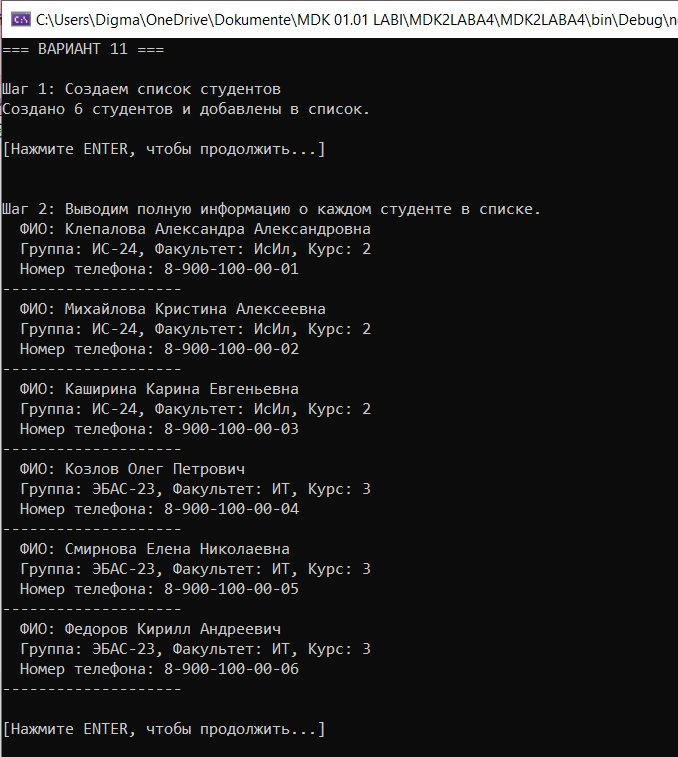 C:\Users\Digma\OneDrive\Dokumente\MDK 01.01 LABI\MDK2LABA4\MDK2LABA4\bin\Debug\n
=== ВАРИАНТ 11 ===
Шаг 1: Создаем список студентов
Создано 6 студентов и добавлены в список.
[Нажмите ENTER, чтобы продолжить...]
Шаг 2: Выводим полную информацию о каждом студенте в списке.
ФИО: Клепалова Александра Александровна
Группа: ИС-24, Факультет: ИсИл, Курс: 2
Номер телефона: 8-900-100-00-01
--------------------
ФИО: Михайлова Кристина Алексеевна
Группа: ИС-24, Факультет: ИсИл, Курс: 2
Номер телефона: 8-900-100-00-02
--------------------
ФИО: Каширина Карина Евгеньевна
Группа: ИС-24, Факультет: ИсИл, Курс: 2
Номер телефона: 8-900-100-00-03
--------------------
ФИО: Козлов Олег Петрович
Группа: ЭБАС-23, Факультет: ИТ, Курс: 3
Номер телефона: 8-900-100-00-04
--------------------
ФИО: Смирнова Елена Николаевна
Группа: ЭБАС-23, Факультет: ИТ, Курс: 3
Номер телефона: 8-900-100-00-05
--------------------
ФИО: Федоров Кирилл Андреевич
Группа: ЭБАС-23, Факультет: ИТ, Курс: 3
Номер телефона: 8-900-100-00-06
--------------------
[Нажмите ENTER, чтобы продолжить...]